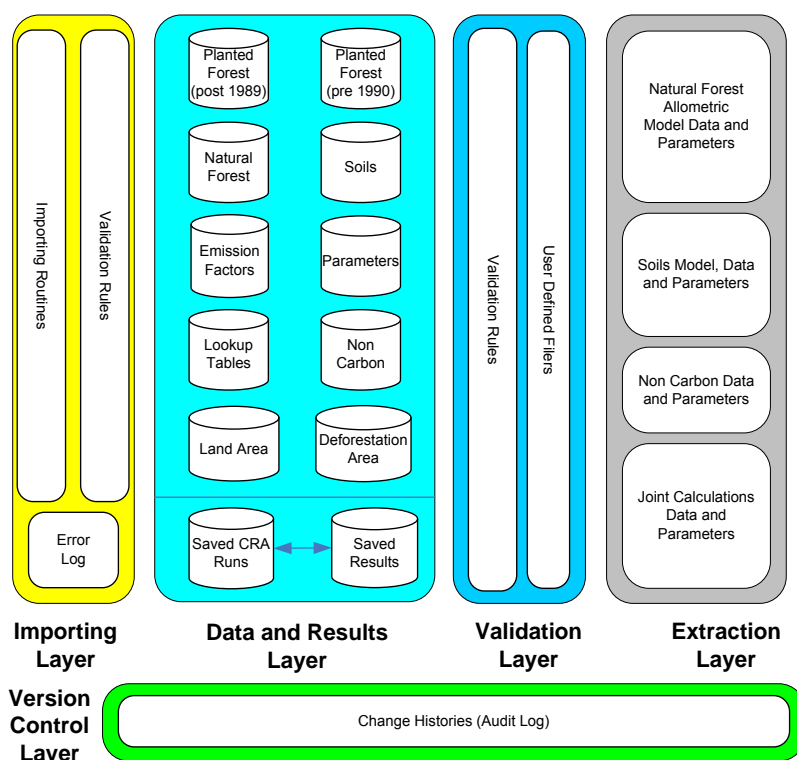 Importing Routines
Validation Rules
Error
Log
Planted
Forest
(post 1989)
Planted
Forest
(pre 1990)
Natural
Forest
Soils
Emission
Factors
Parameters
Lookup
Tables
Non
Carbon
Land Area
Deforestation
Area
Saved CRA
Runs
Saved
Results
Validation Rules
User Defined Filers
Natural Forest
Allometric
Model Data and
Parameters
Soils Model, Data
and Parameters
Non Carbon Data
and Parameters
Joint Calculations
Data and
Parameters
Importing
Layer
Data and Results
Layer
Validation
Layer
Extraction
Layer
Version
Control
Layer
Change Histories (Audit Log)